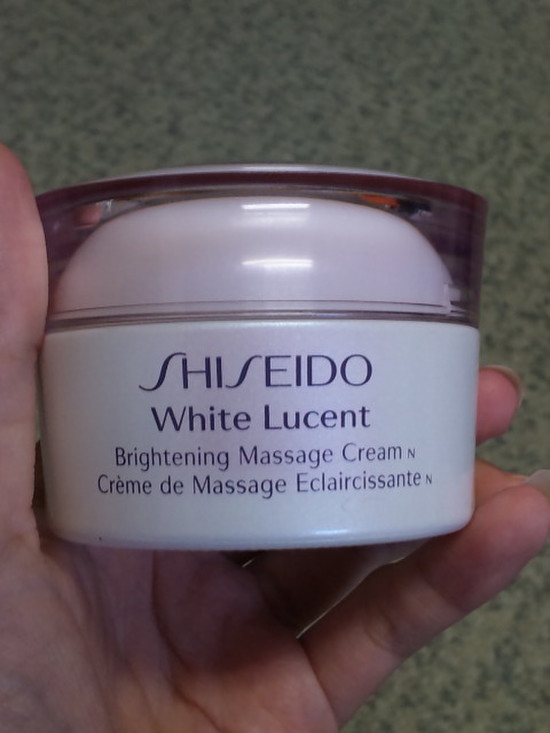 SHISEIDO
White Lucent
Brightening Massage Cream N
Crème de Massage Eclaircissante N